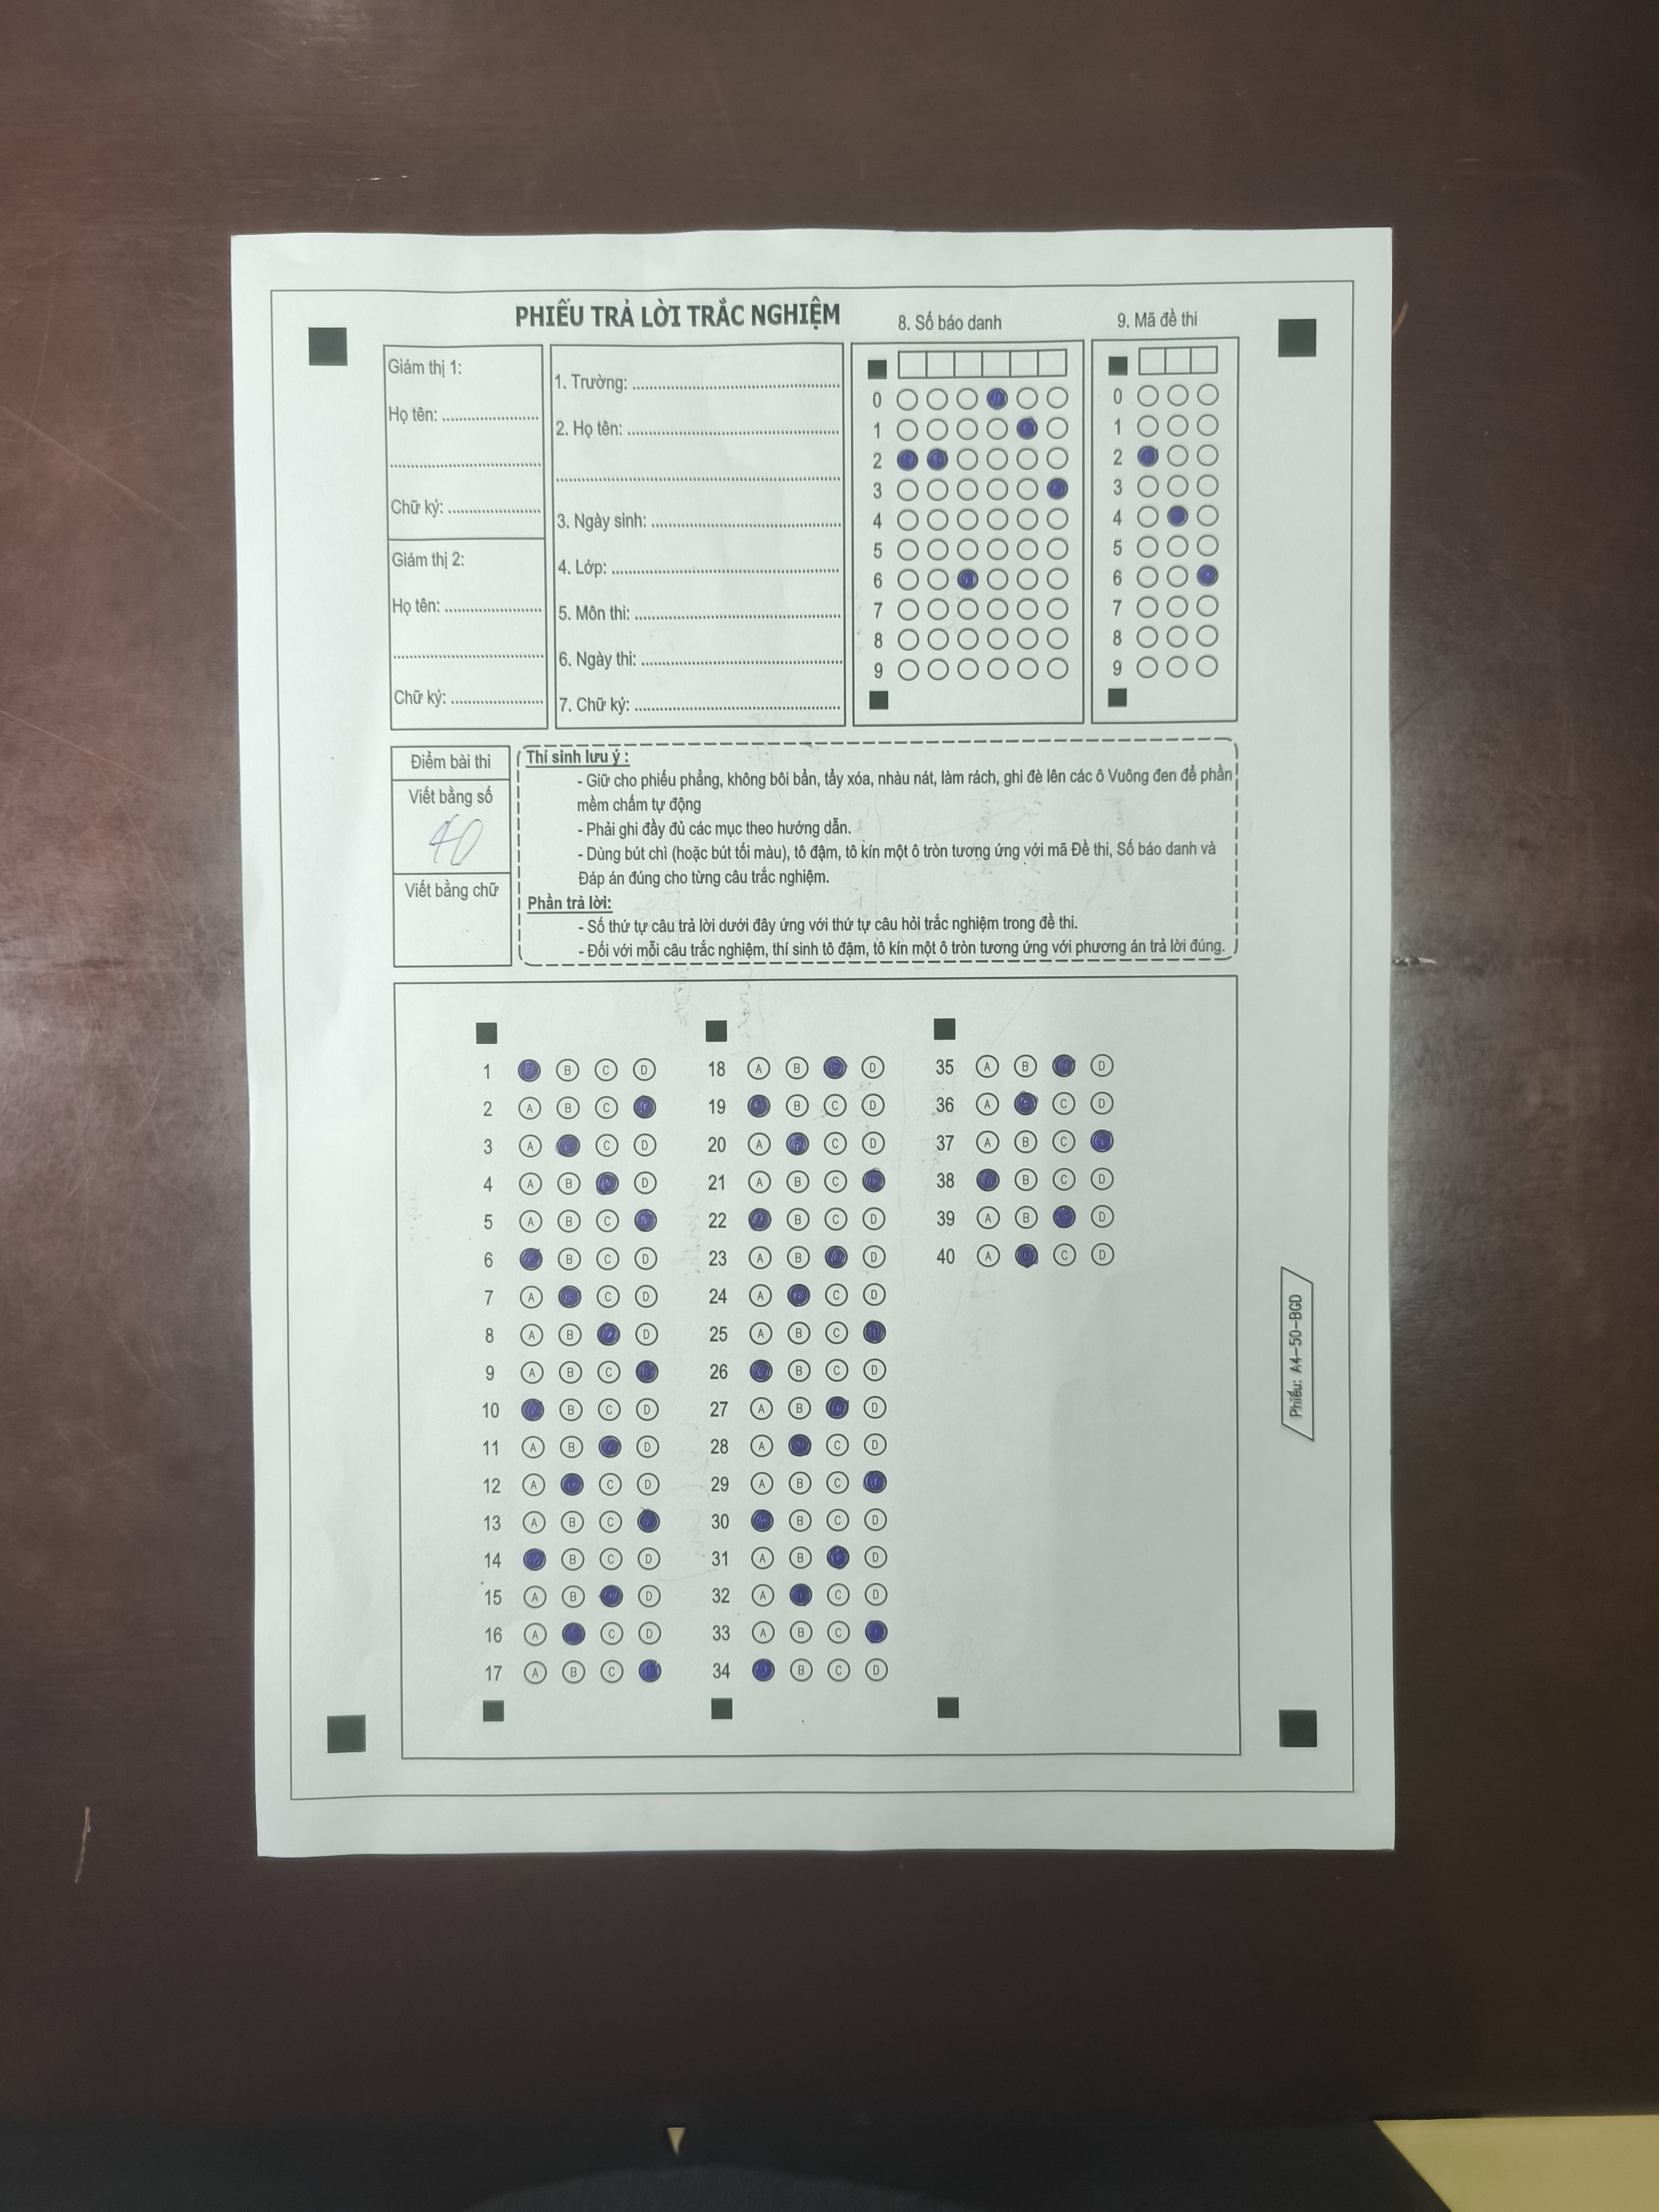 PHIẾU TRẢ LỜI TRẮC NGHIỆM
8. Số báo danh
9. Mã đề thi
Giám thị 1:
Họ tên: ........................
......................................
Chữ ký: ........................
Giám thị 2:
Họ tên: ........................
......................................
Chữ ký: ........................
1. Trường: ..................................................
2. Họ tên: ..................................................
..................................................................
3. Ngày sinh: .............................................
4. Lớp: .......................................................
5. Môn thi: .................................................
6. Ngày thi: ................................................
7. Chữ ký: .................................................
0 0
1 1
2 2
3 3
4 4
5 5
6 6
7 7
8 8
9 9
Điểm bài thi
Viết bằng số
40
Viết bằng chữ
Thí sinh lưu ý :
- Giữ cho phiếu phẳng, không bôi bẩn, tẩy xóa, nhàu nát, làm rách, ghi đè lên các ô Vuông đen để phần
mềm chấm tự động
- Phải ghi đầy đủ các mục theo hướng dẫn.
- Dùng bút chì (hoặc bút tối màu), tô đậm, tô kín một ô tròn tương ứng với mã Đề thi, Số báo danh và
Đáp án đúng cho từng câu trắc nghiệm.
Phần trả lời:
- Số thứ tự câu trả lời dưới đây ứng với thứ tự câu hỏi trắc nghiệm trong đề thi.
- Đối với mỗi câu trắc nghiệm, thí sinh tô đậm, tô kín một ô tròn tương ứng với phương án trả lời đúng.
1 B C D
2 A B C
3 A C D
4 A B D
5 A B C
6 B C D
7 A C D
8 A B D
9 A B C
10 B C D
11 A B D
12 A C D
13 A B C
14 B C D
15 A B D
16 A C D
17 A B C
18 A B D
19 B C D
20 A C D
21 A B C
22 B C D
23 A B D
24 A C D
25 A B C
26 B C D
27 A B D
28 A C D
29 A B C
30 B C D
31 A B D
32 A C D
33 A B C
34 B C D
35 A B D
36 A C D
37 A B C
38 B C D
39 A B D
40 A C D
Phiếu: A4-50-BGD